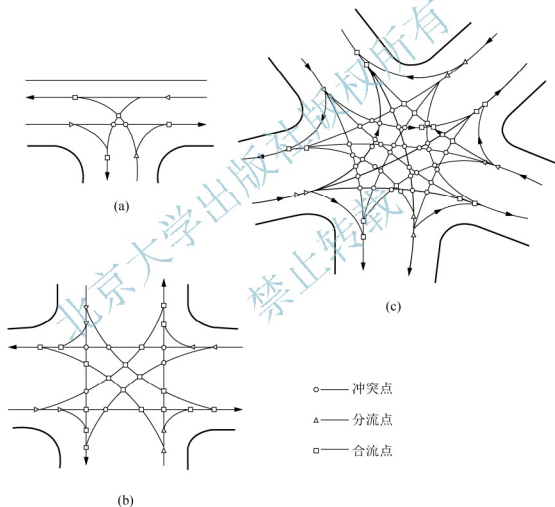 北京大学出版社版权所有
禁止转载
(a)
(b)
(c)
冲突点
分流点
合流点